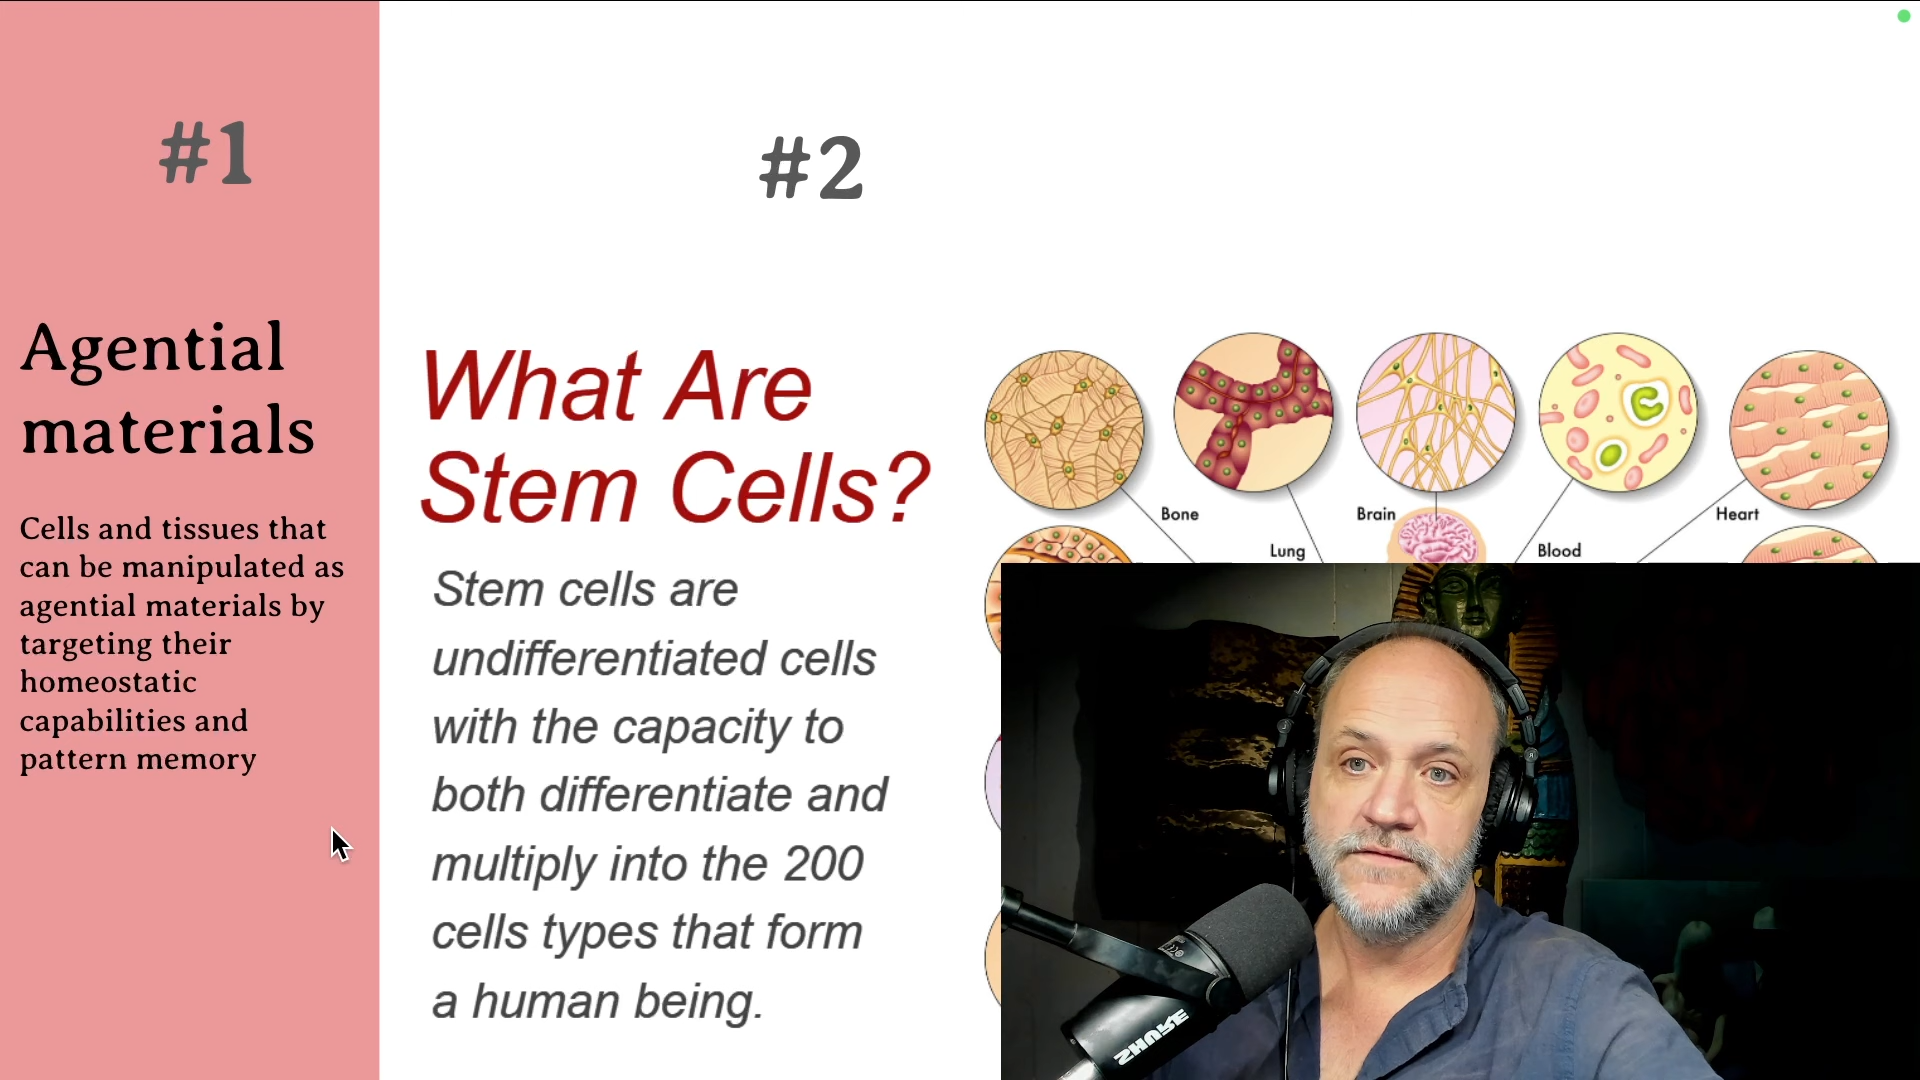 #1
Agential
materials
Cells and tissues that
can be manipulated as
agential materials by
targeting their
homeostatic
capabilities and
pattern memory
#2
What Are
Stem Cells?
Stem cells are
undifferentiated cells
with the capacity to
both differentiate and
multiply into the 200
cells types that form
a human being.
Bone
Lung
Brain
Blood
Heart
SHURE